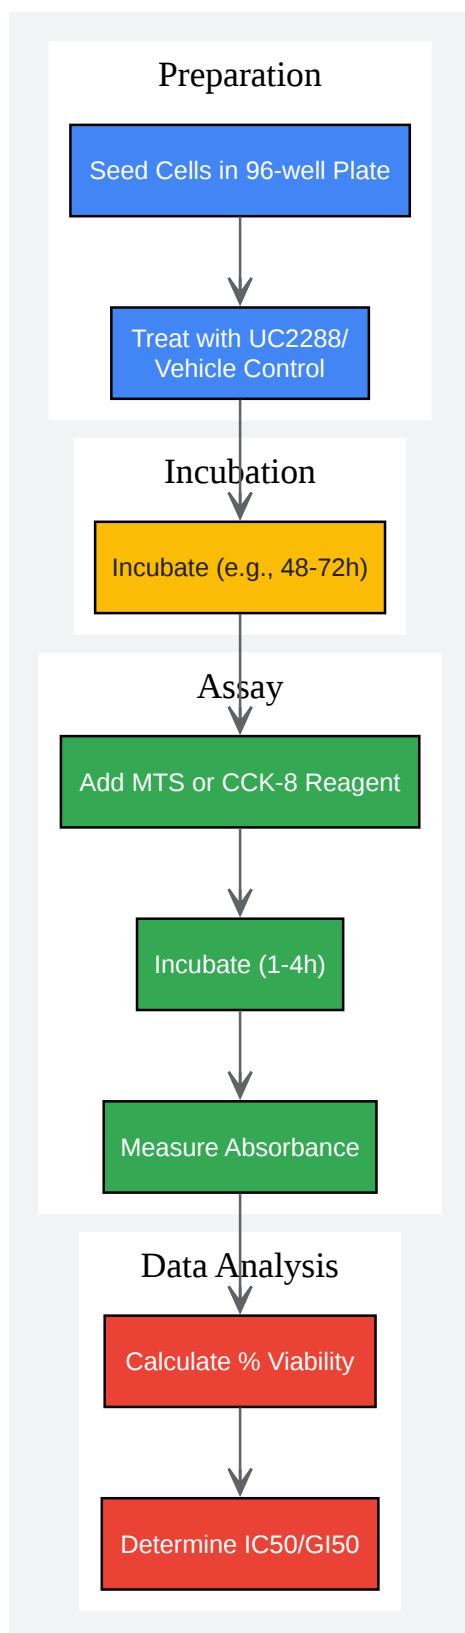 Preparation
Seed Cells in 96-well Plate
Treat with UC2288/
Vehicle Control
Incubation
Incubate (e.g., 48-72h)
Assay
Add MTS or CCK-8 Reagent
Incubate (1-4h)
Measure Absorbance
Data Analysis
Calculate % Viability
Determine IC50/GI50